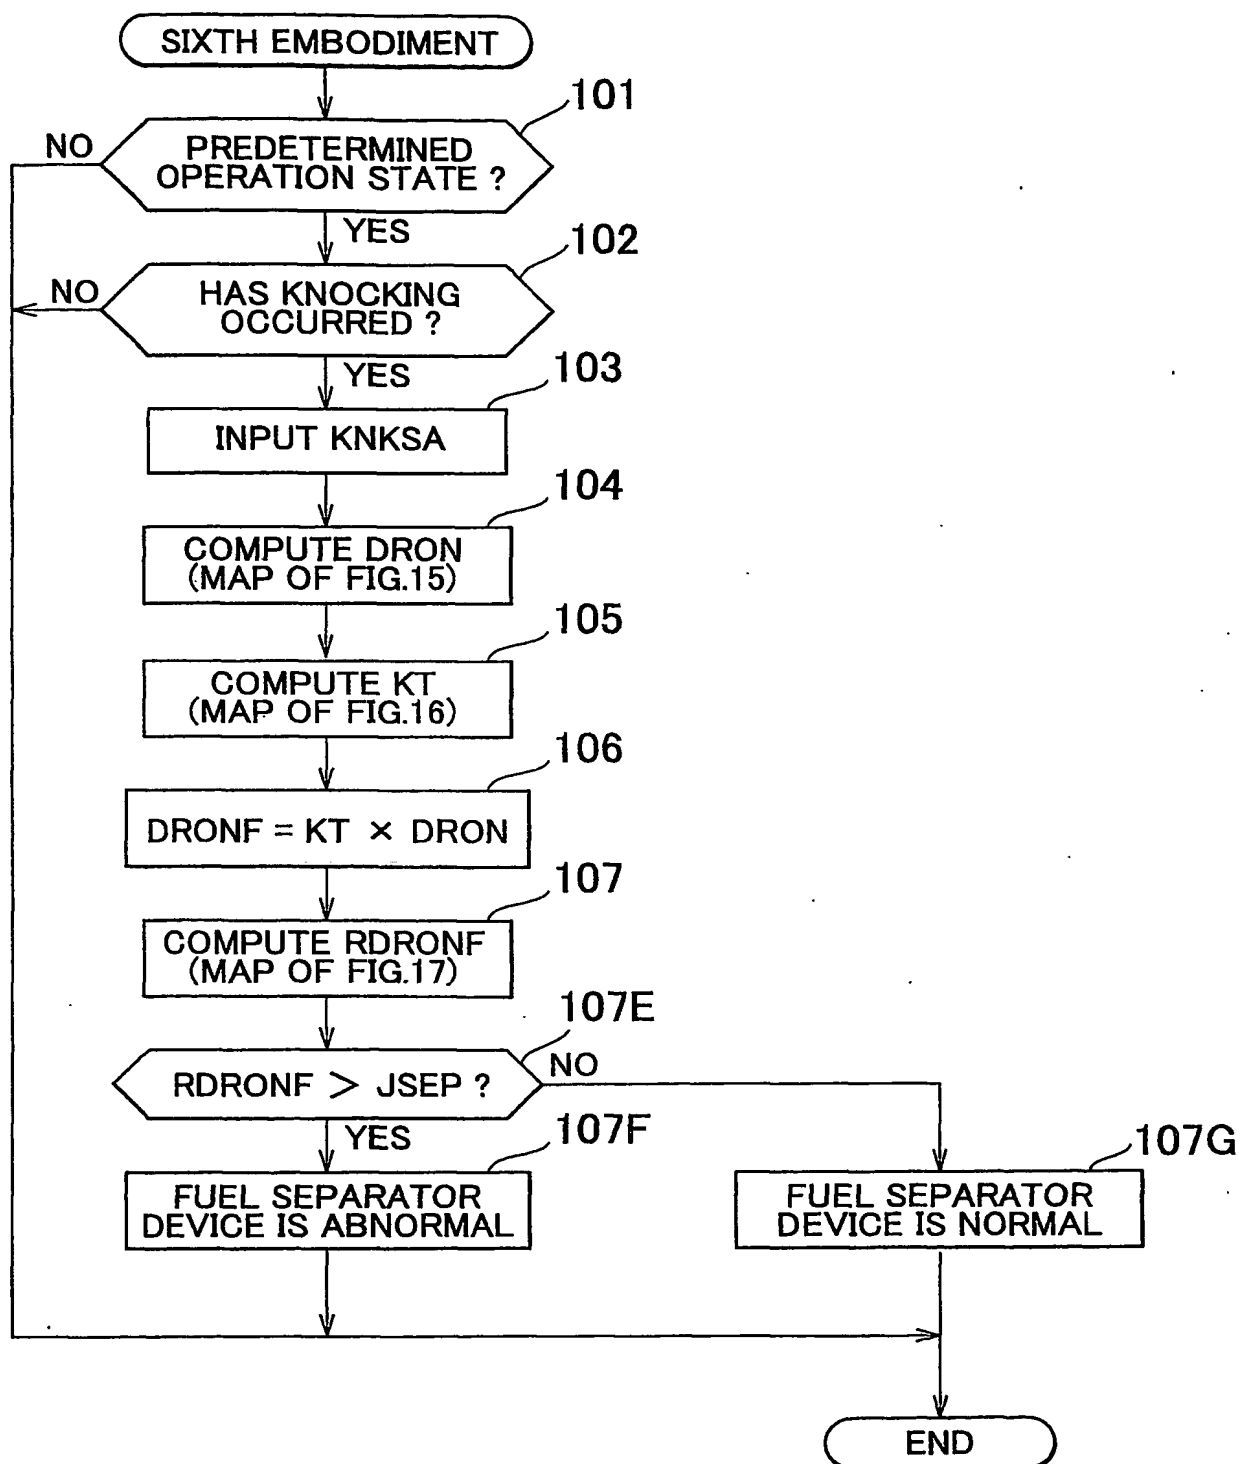 SIXTH EMBODIMENT
101
NO
PREDETERMINED
OPERATION STATE ?
YES
102
NO
HAS KNOCKING
OCCURRED ?
YES
103
INPUT KNKSA
104
COMPUTE DRON
(MAP OF FIG.15)
105
COMPUTE KT
(MAP OF FIG.16)
106
DRONF = KT × DRON
107
COMPUTE RDRONF
(MAP OF FIG.17)
107E
RDRONF > JSEP ?
NO
YES
107F
FUEL SEPARATOR
DEVICE IS ABNORMAL
107G
FUEL SEPARATOR
DEVICE IS NORMAL
END